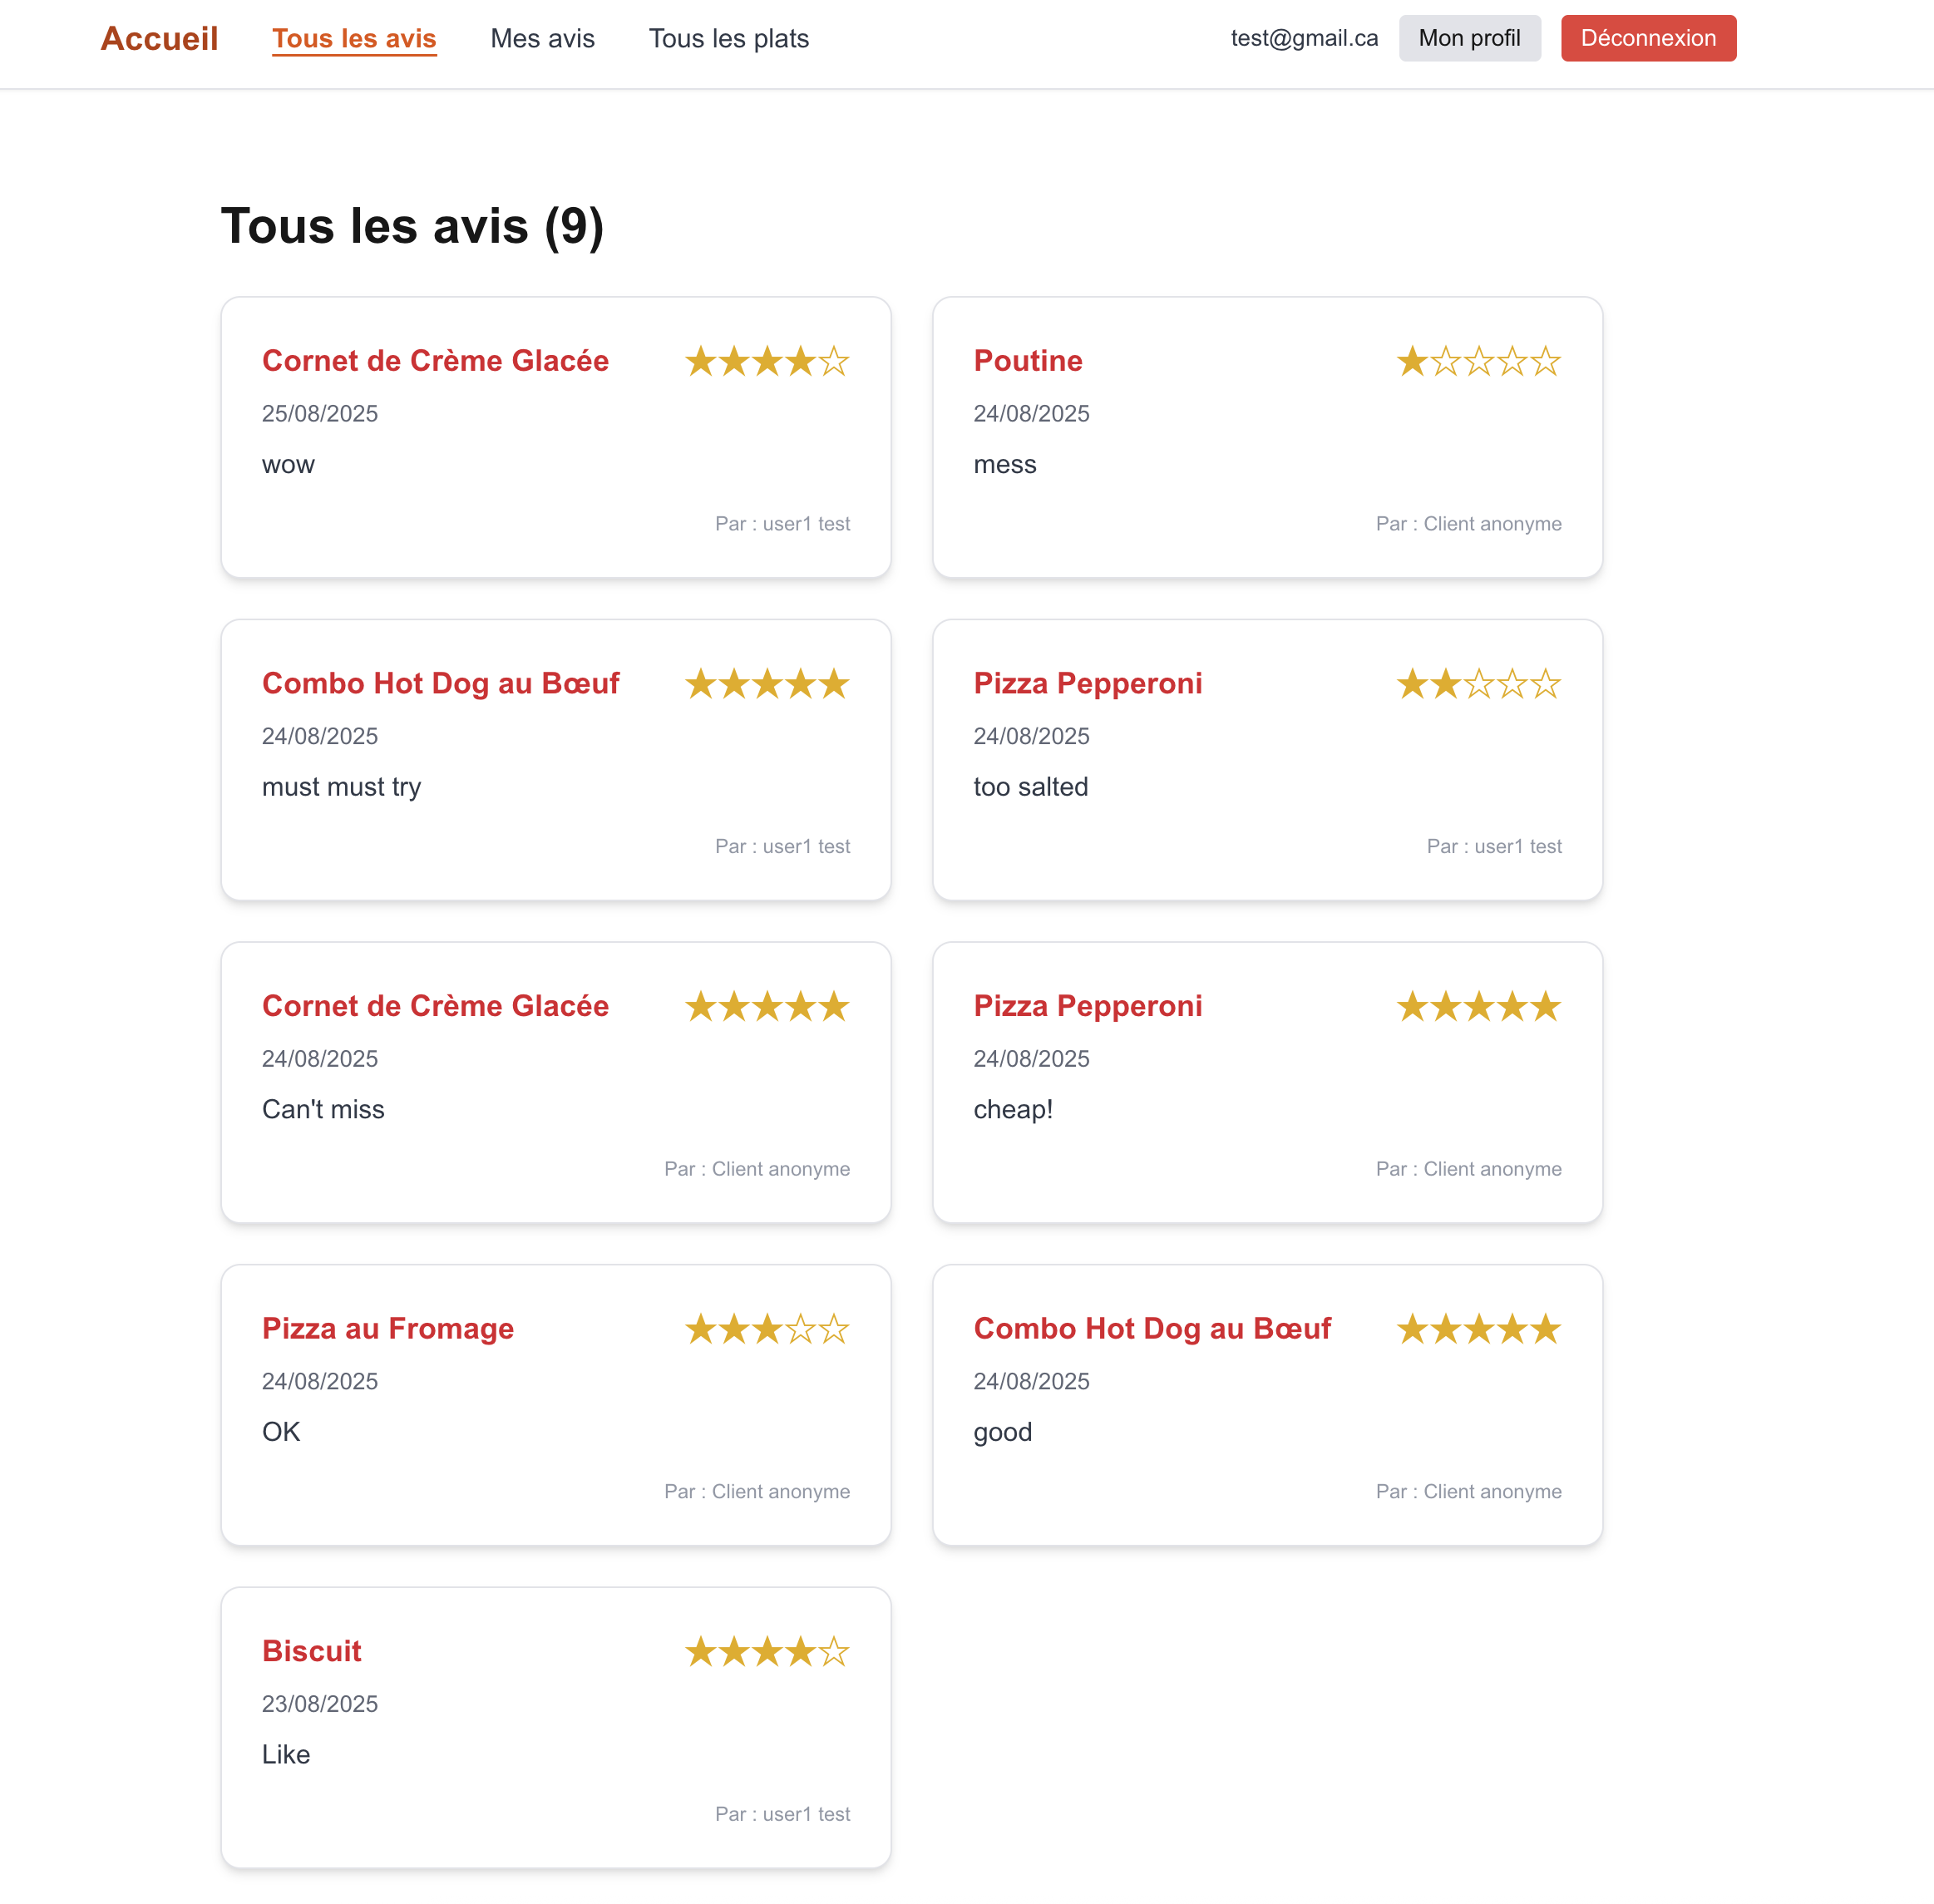 Accueil Tous les avis Mes avis Tous les plats test@gmail.ca Mon profil Déconnexion
Tous les avis (9)
Cornet de Crème Glacée ★★★★☆
25/08/2025
wow
Par : user1 test
Poutine ★☆☆☆☆
24/08/2025
mess
Par : Client anonyme
Combo Hot Dog au Bœuf ★★★★★
24/08/2025
must must try
Par : user1 test
Pizza Pepperoni ★★☆☆☆
24/08/2025
too salted
Par : user1 test
Cornet de Crème Glacée ★★★★★
24/08/2025
Can't miss
Par : Client anonyme
Pizza Pepperoni ★★★★★
24/08/2025
cheap!
Par : Client anonyme
Pizza au Fromage ★★★☆☆
24/08/2025
OK
Par : Client anonyme
Combo Hot Dog au Bœuf ★★★★★
24/08/2025
good
Par : Client anonyme
Biscuit ★★★★☆
23/08/2025
Like
Par : user1 test